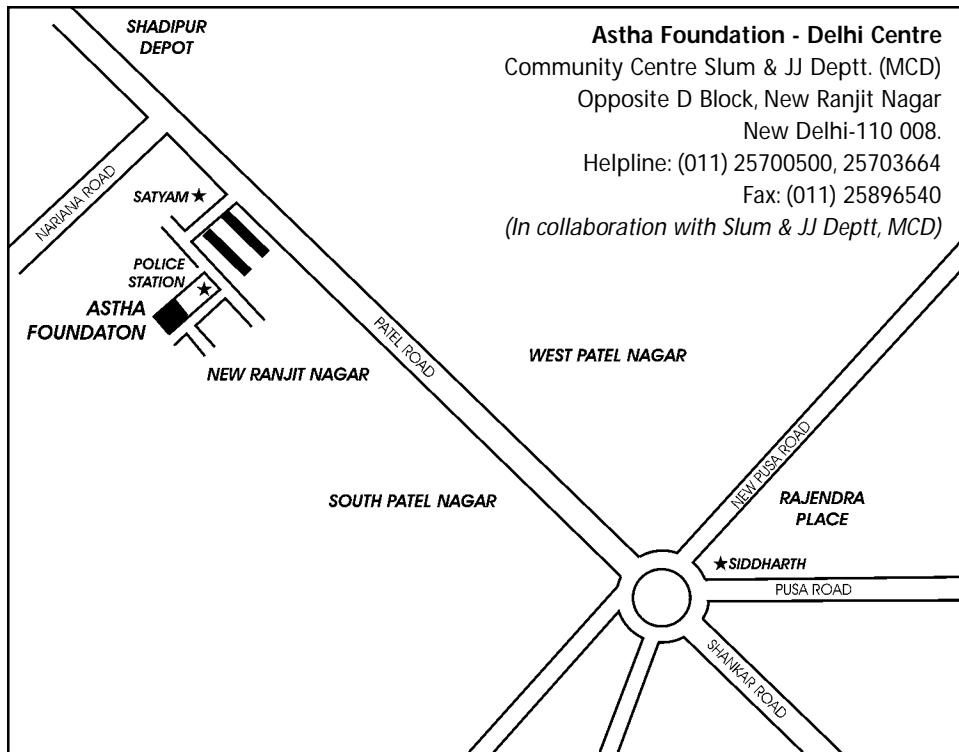 SHADIPUR
DEPOT
Astha Foundation - Delhi Centre
Community Centre Slum & JJ Deptt. (MCD)
Opposite D Block, New Ranjit Nagar
New Delhi-110 008.
Helpline: (011) 25700500, 25703664
Fax: (011) 25896540
(In collaboration with Slum & JJ Deptt, MCD)
NARIANA ROAD
SATYAM
POLICE
STATION
ASTHA
FOUNDATON
NEW RANJIT NAGAR
PATEL ROAD
WEST PATEL NAGAR
SOUTH PATEL NAGAR
NEW PUSA ROAD
RAJENDRA
PLACE
SIDDHARTH
PUSA ROAD
SHANKAR ROAD